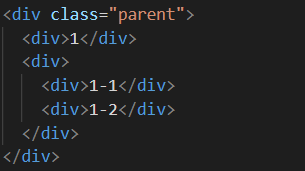 <div class="parent">
  <div>1</div>
  <div>
    <div>1-1</div>
    <div>1-2</div>
  </div>
</div>